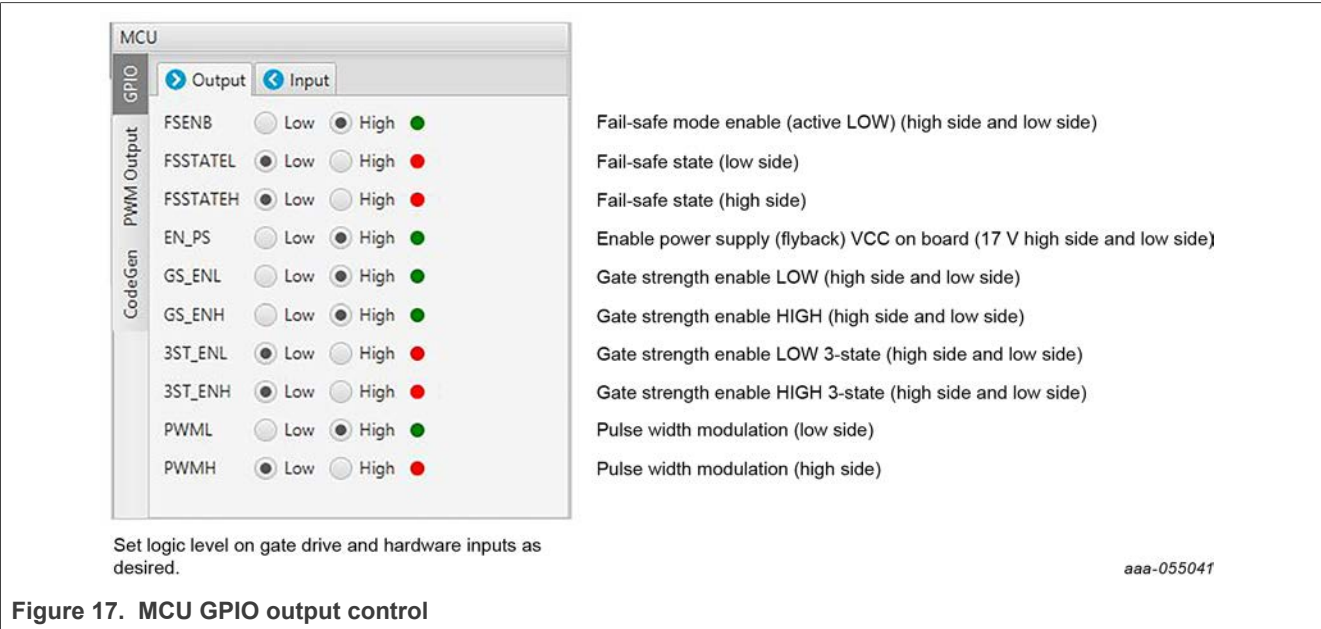 MCU
GPIO
PWM Output
CodeGen
Output Input
FSENB Low High Fail-safe mode enable (active LOW) (high side and low side)
FSSTATEL Low High Fail-safe state (low side)
FSSTATEH Low High Fail-safe state (high side)
EN_PS Low High Enable power supply (flyback) VCC on board (17 V high side and low side)
GS_ENL Low High Gate strength enable LOW (high side and low side)
GS_ENH Low High Gate strength enable HIGH (high side and low side)
3ST_ENL Low High Gate strength enable LOW 3-state (high side and low side)
3ST_ENH Low High Gate strength enable HIGH 3-state (high side and low side)
PWML Low High Pulse width modulation (low side)
PWMH Low High Pulse width modulation (high side)
Set logic level on gate drive and hardware inputs as
desired.
aaa-055041
Figure 17. MCU GPIO output control